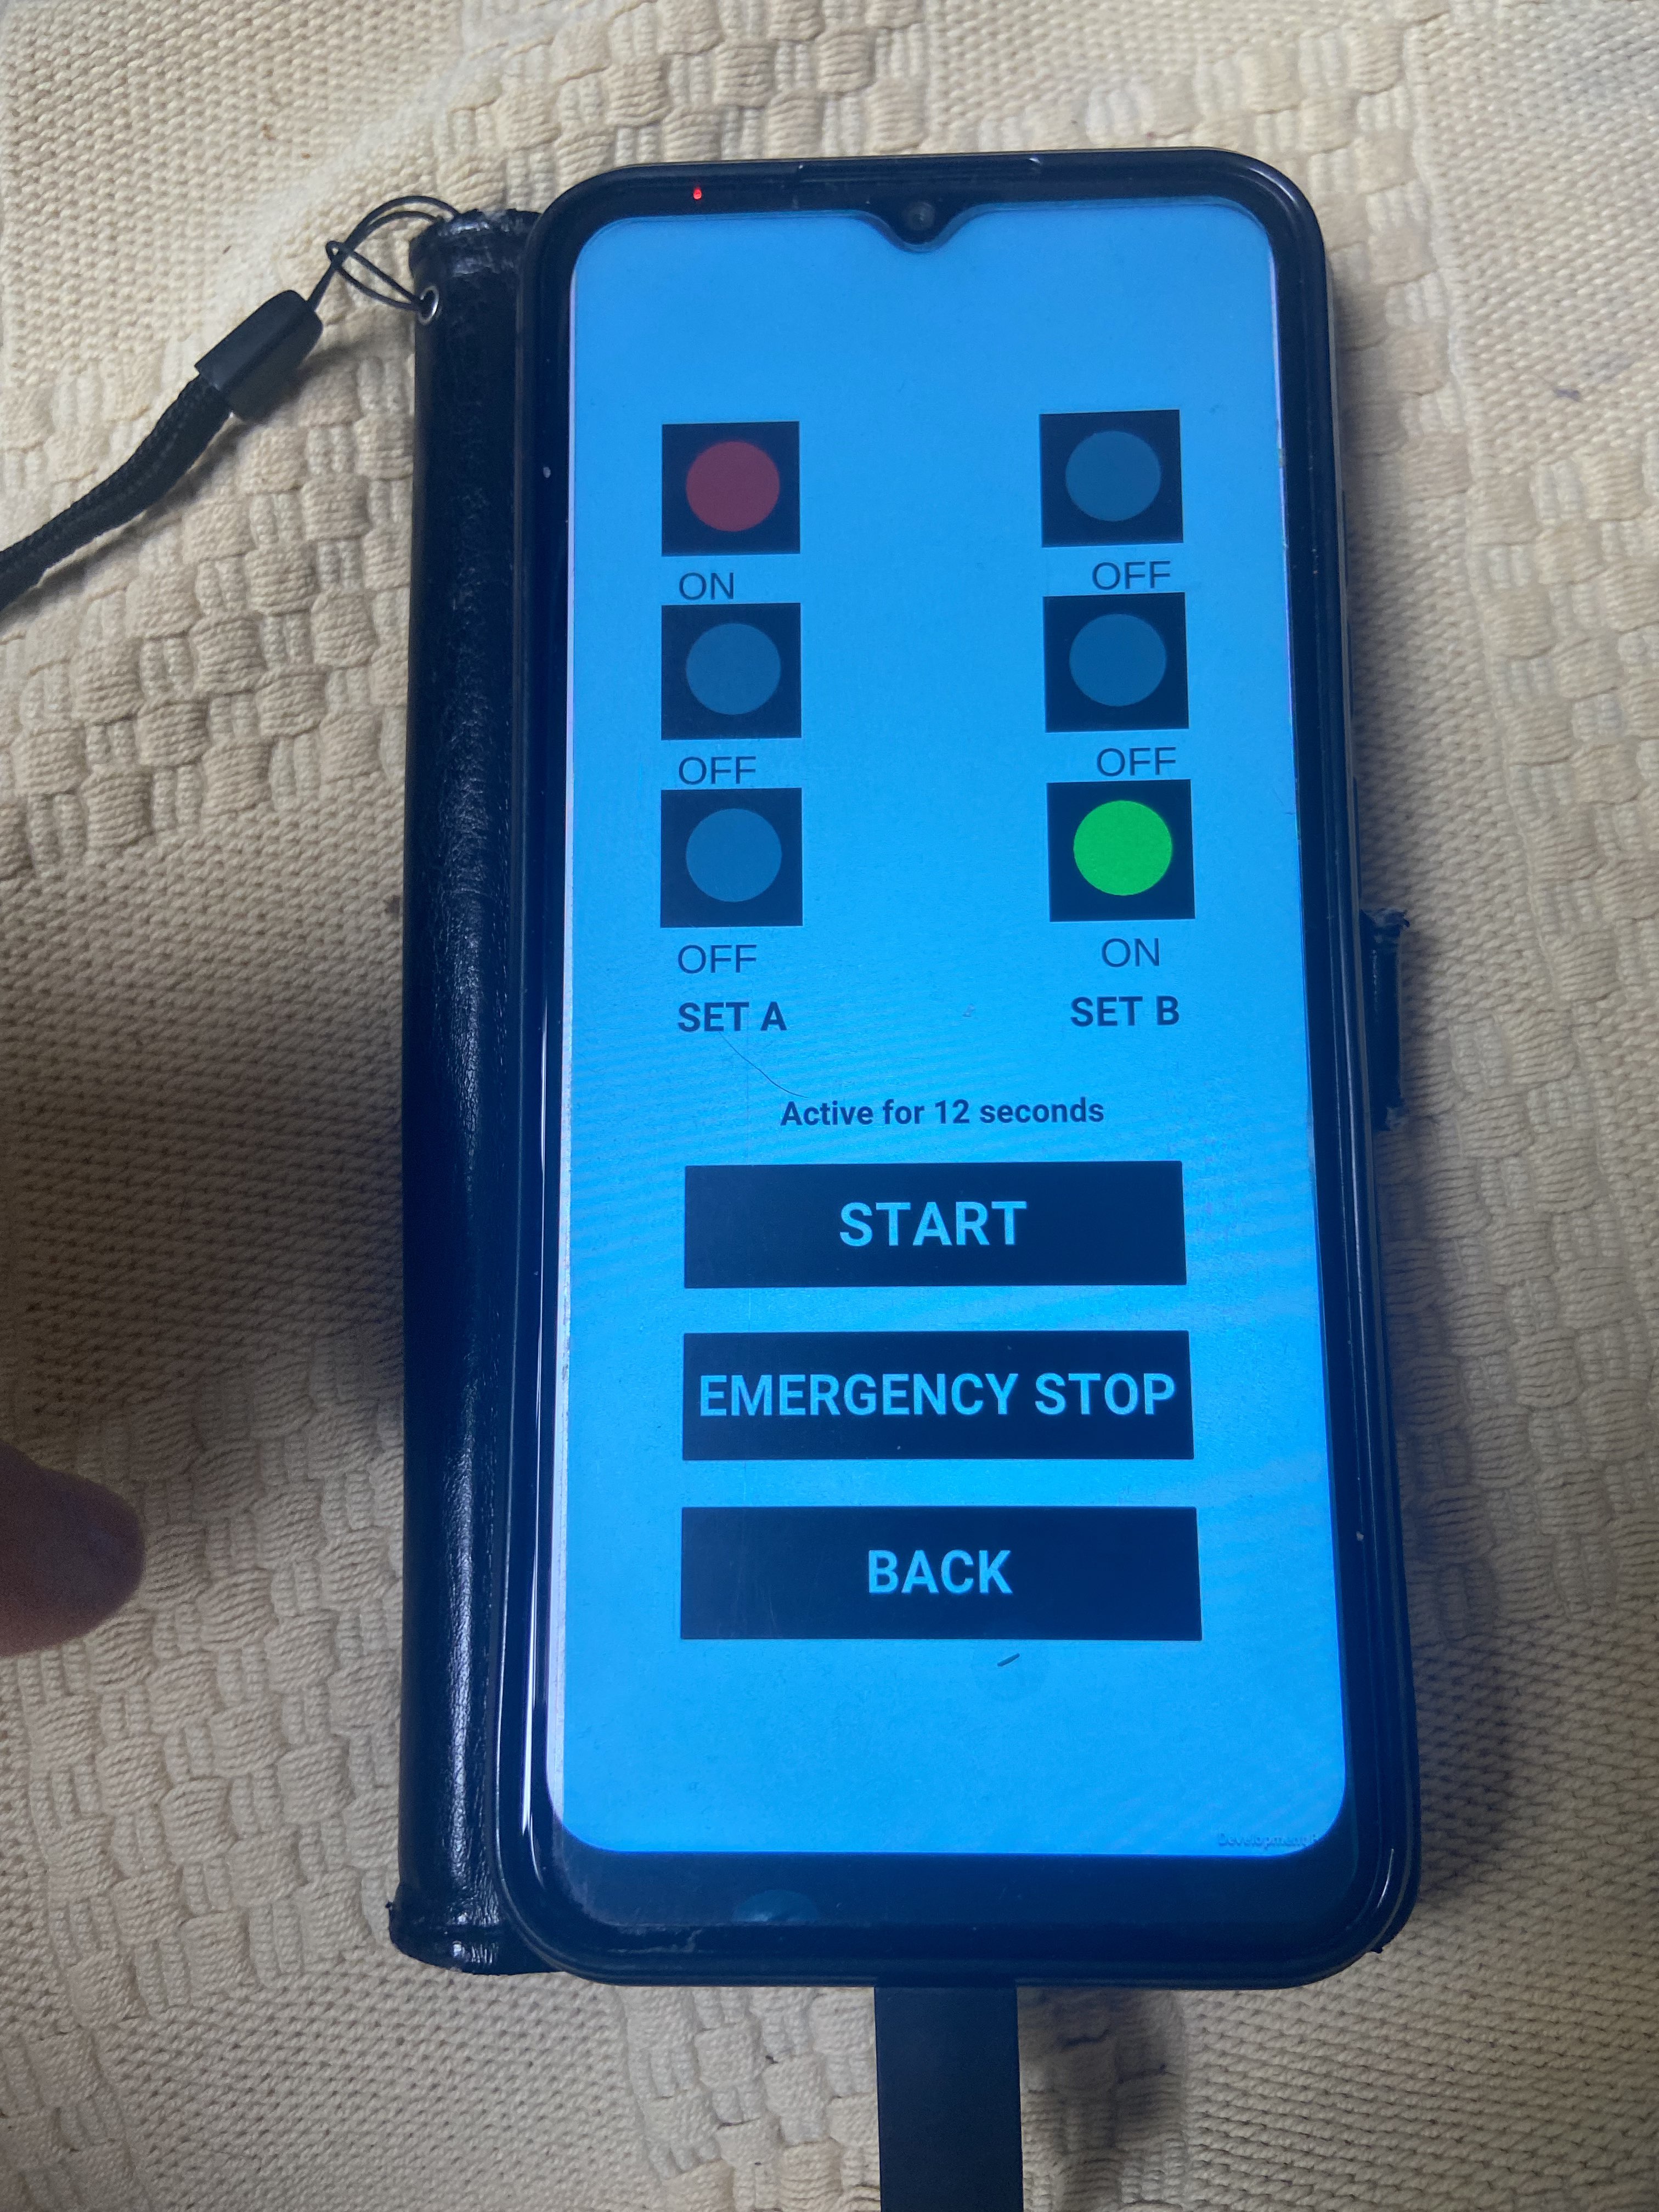 ON
OFF
OFF
OFF
OFF
ON
SET A
SET B
Active for 12 seconds
START
EMERGENCY STOP
BACK